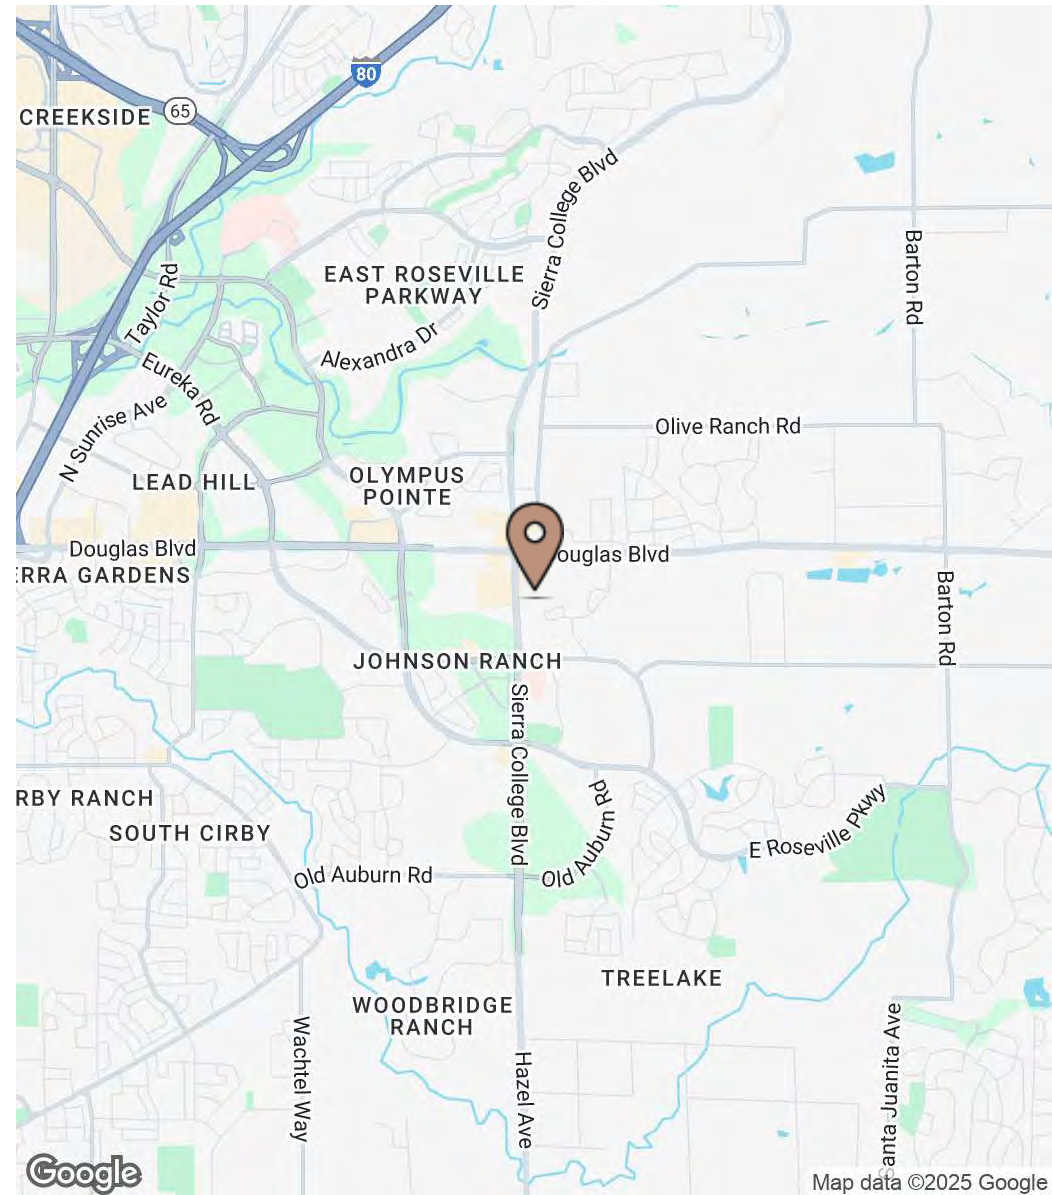 80
CREEKSIDE
65
Sierra College Blvd
Barton Rd
EAST ROSEVILLE
PARKWAY
Taylor Rd
Alexandra Dr
Eureka Rd
N Sunrise Ave
Olive Ranch Rd
LEAD HILL
OLYMPUS
POINTE
Douglas Blvd
ouglas Blvd
ERRA GARDENS
Barton Rd
JOHNSON RANCH
Sierra College Blvd
RBY RANCH
SOUTH CIRBY
Old Auburn Rd
E Roseville Pkwy
Old Auburn Rd
TREELAKE
WOODBRIDGE
RANCH
Wachtel Way
Hazel Ave
Santa Juanita Ave
Google
Map data ©2025 Google